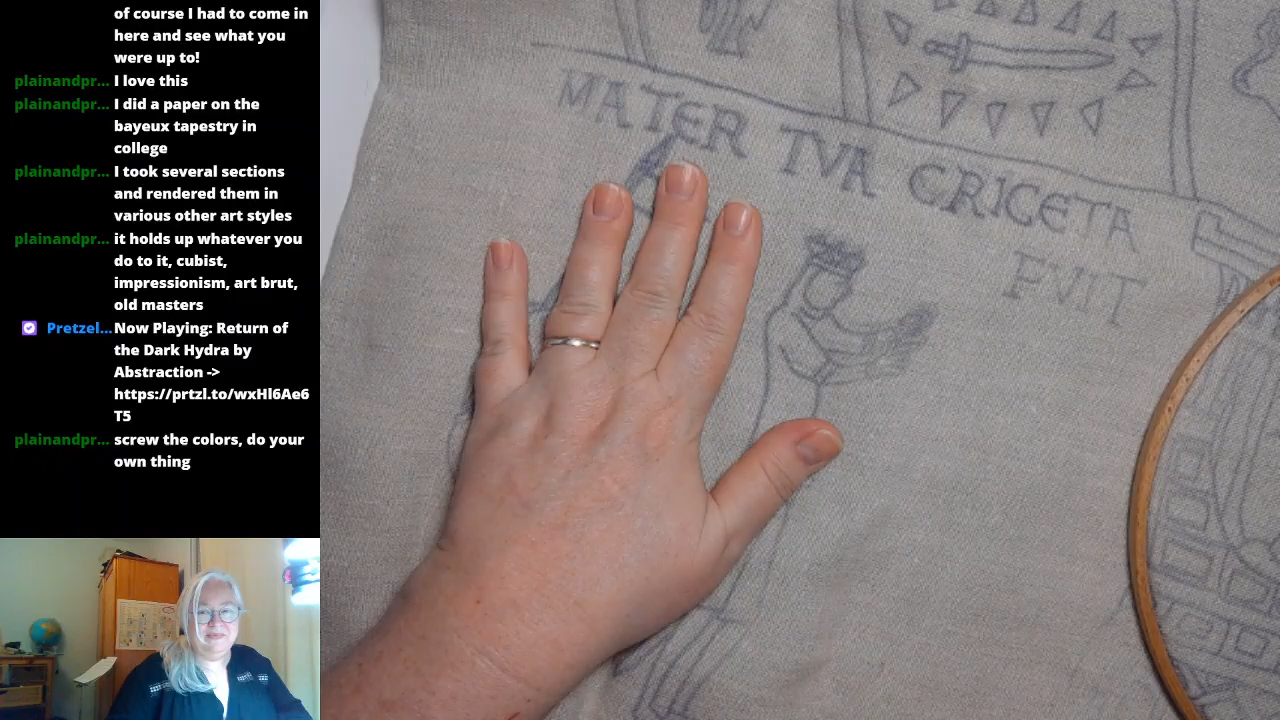 of course I had to come in
here and see what you
were up to!
plainandpr... I love this
plainandpr... I did a paper on the
bayeux tapestry in
college
plainandpr... I took several sections
and rendered them in
various other art styles
plainandpr... it holds up whatever you
do to it, cubist,
impressionism, art brut,
old masters
Pretzel... Now Playing: Return of
the Dark Hydra by
Abstraction ->
https://prtzl.to/wxHl6Ae6
T5
plainandpr... screw the colors, do your
own thing
MATER TVA CRICETA
FVIT